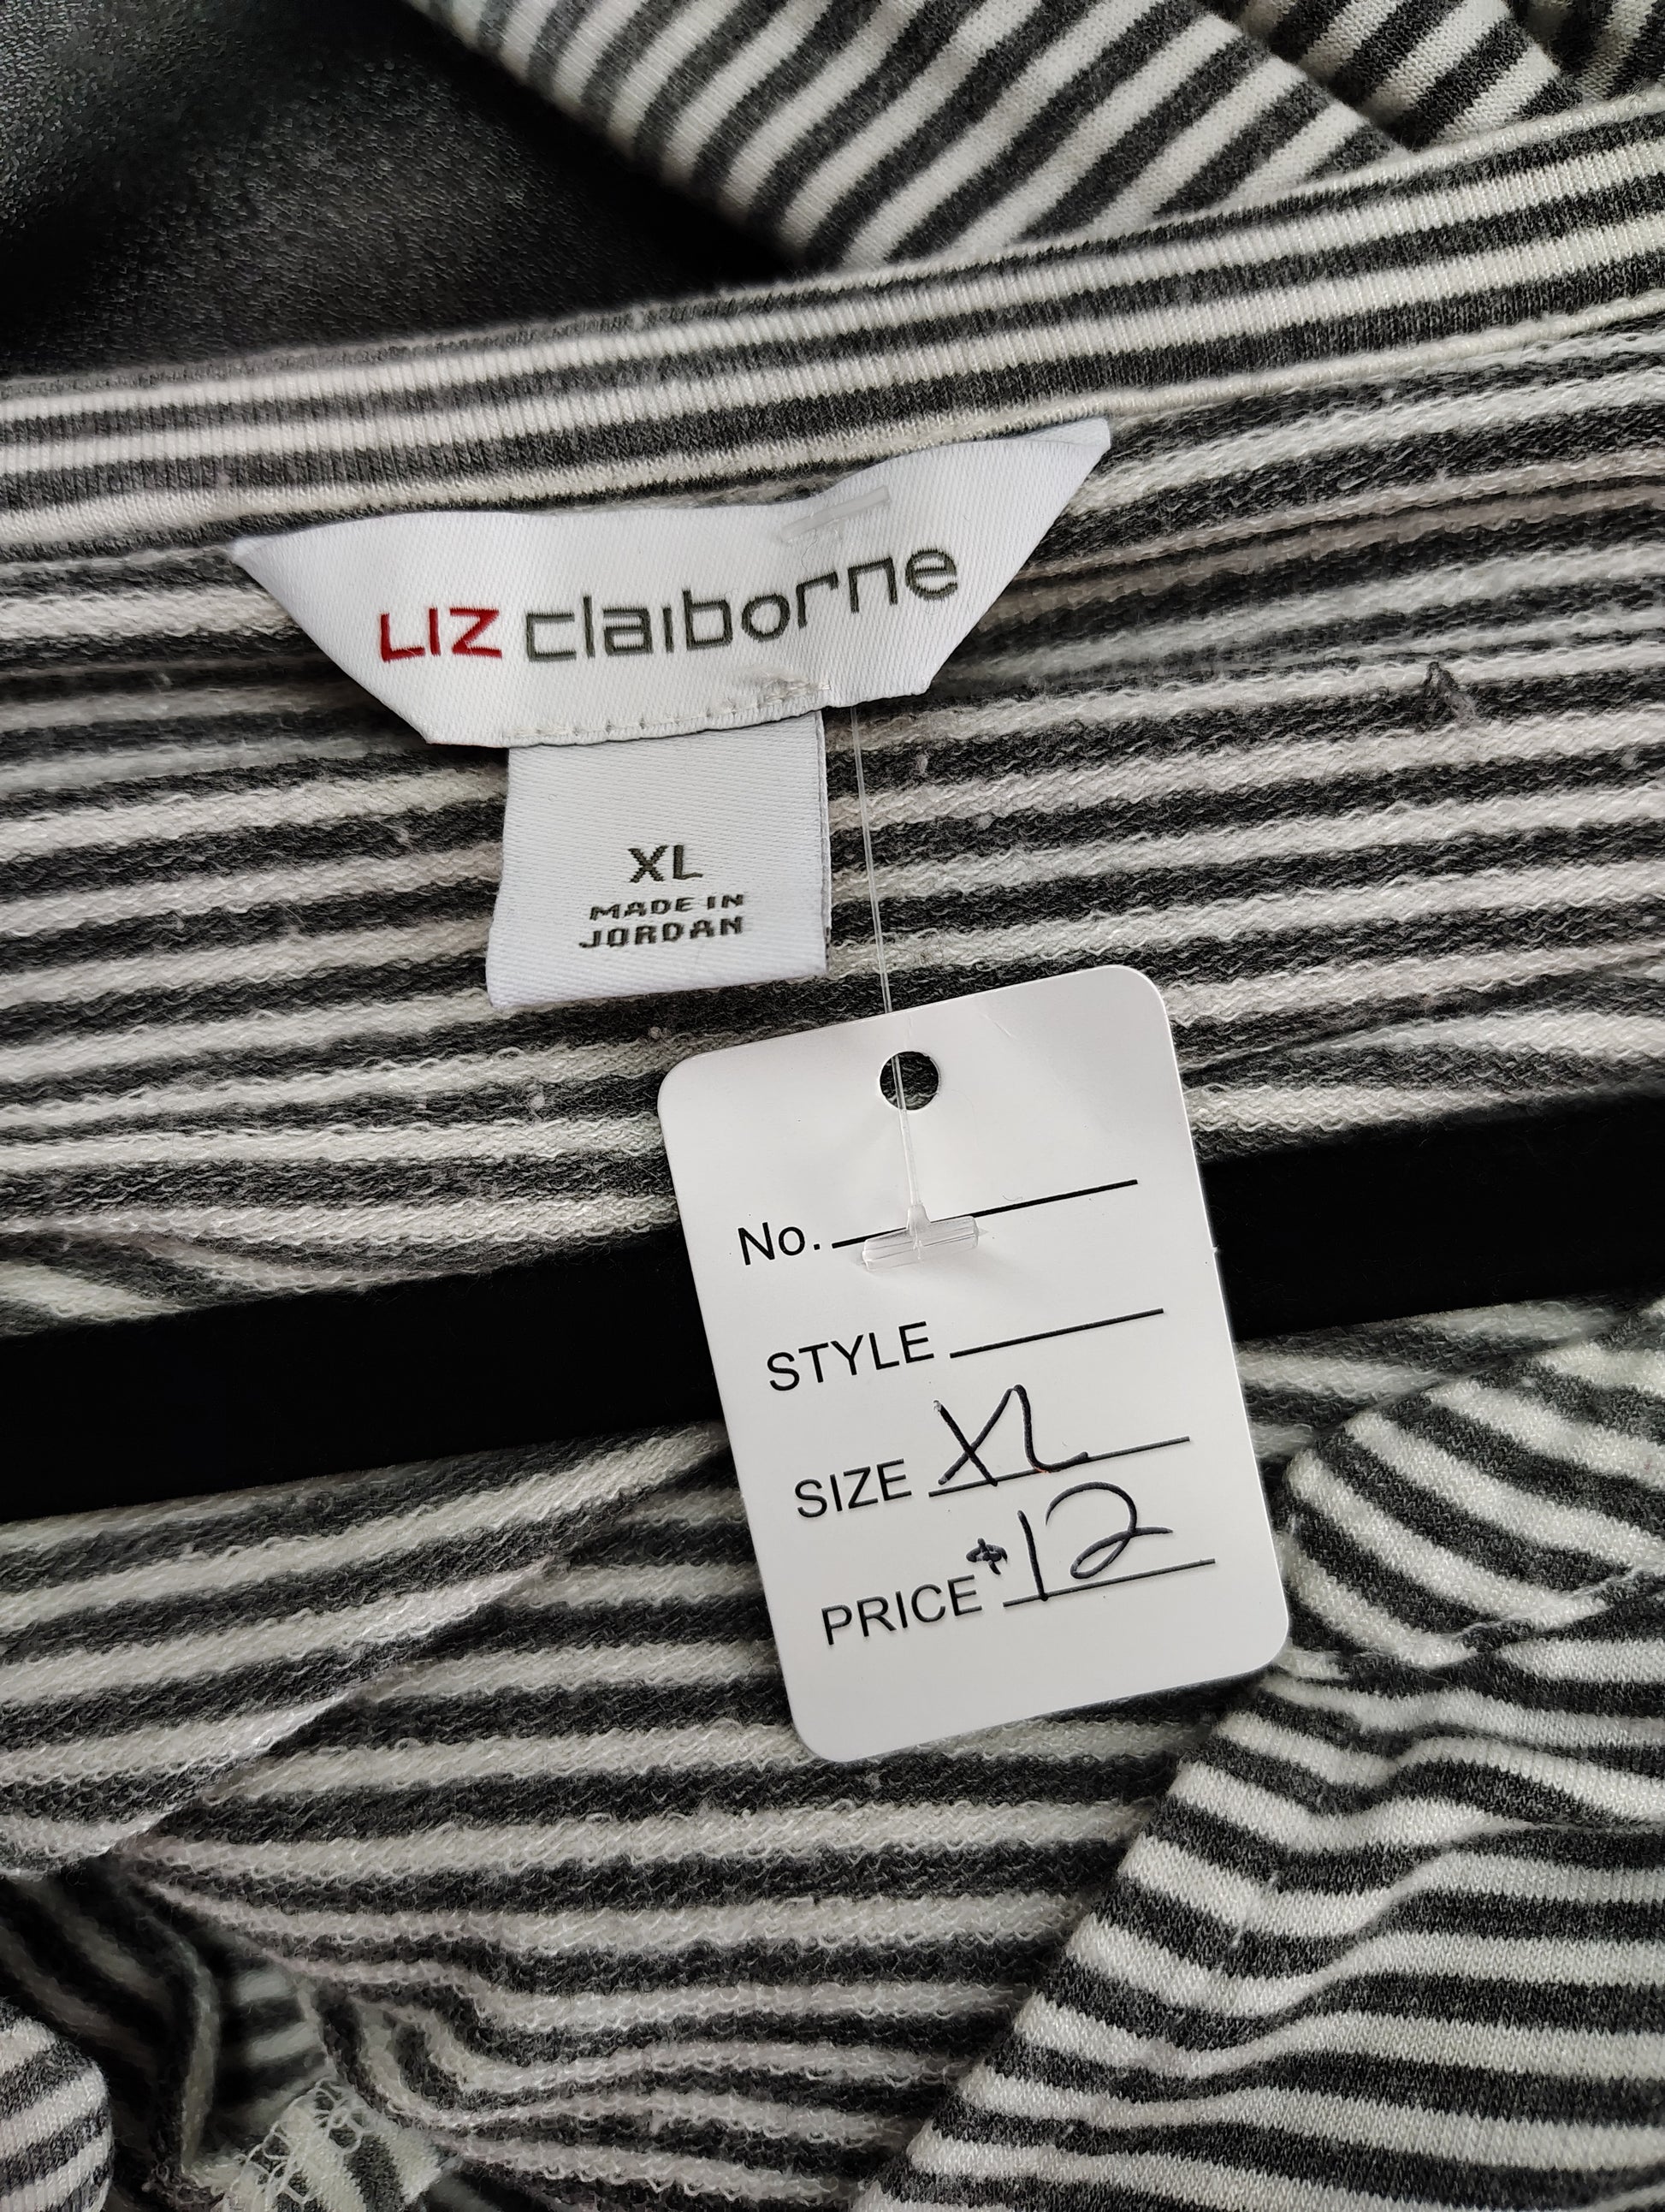 LIZ claiborne
XL
MADE IN
JORDAN
No.
STYLE
SIZE XL
PRICE $12